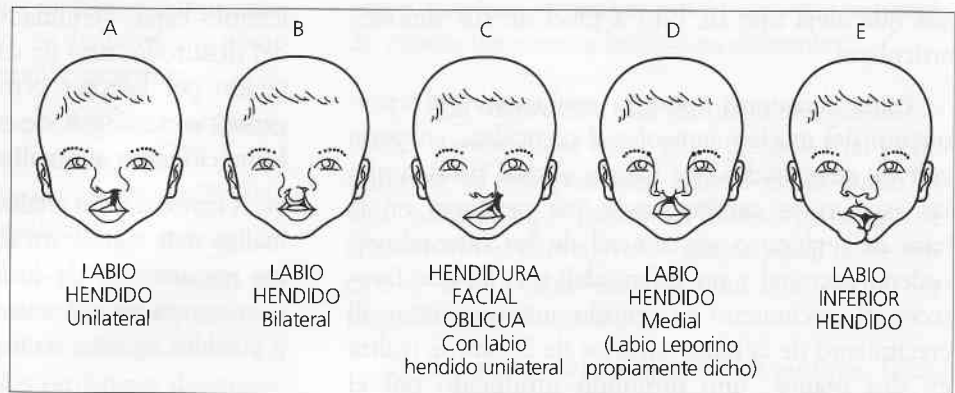 A
B
C
D
E
LABIO
HENDIDO
Unilateral
LABIO
HENDIDO
Bilateral
HENDIDURA
FACIAL
OBLICUA
Con labio
hendido unilateral
LABIO
HENDIDO
Medial
(Labio Leporino
propiamente dicho)
LABIO
INFERIOR
HENDIDO